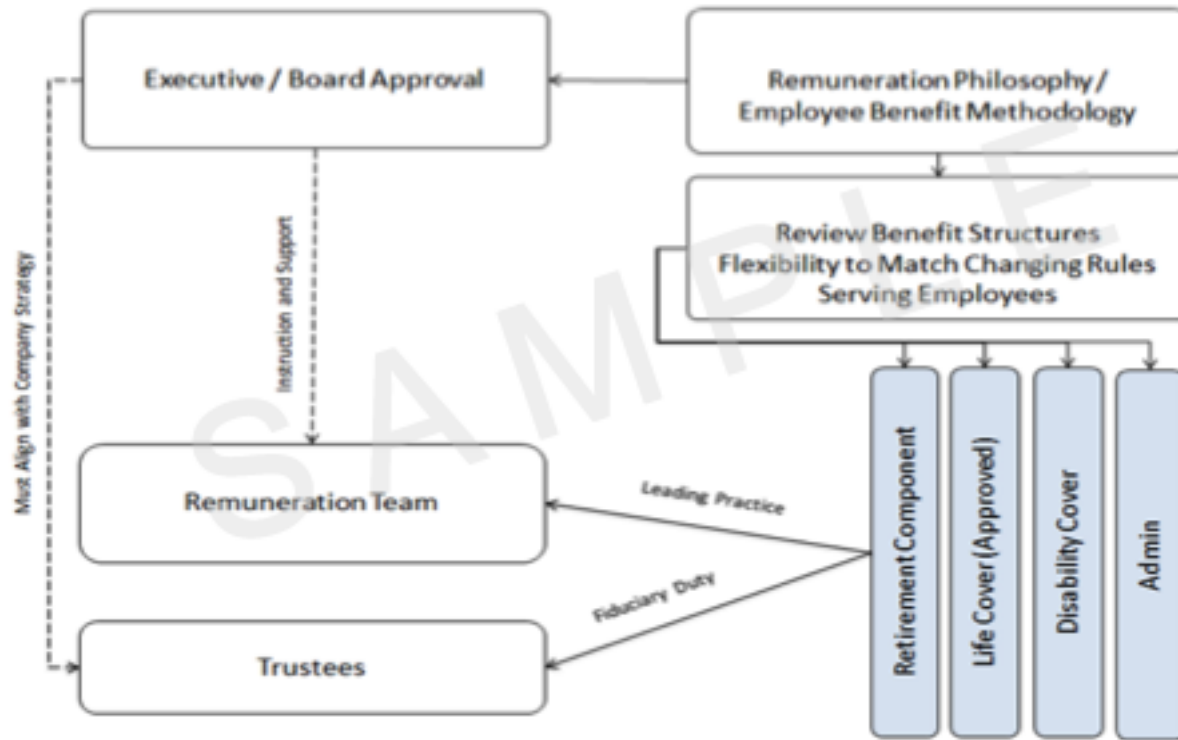 Executive / Board Approval
Remuneration Philosophy /
Employee Benefit Methodology
Review Benefit Structures
Flexibility to Match Changing Rules
Serving Employees
Must Align with Company Strategy
Instruction and Support
Remuneration Team
Trustees
Leading Practice
Fiduciary Duty
Retirement Component
Life Cover (Approved)
Disability Cover
Admin
SAMPLE